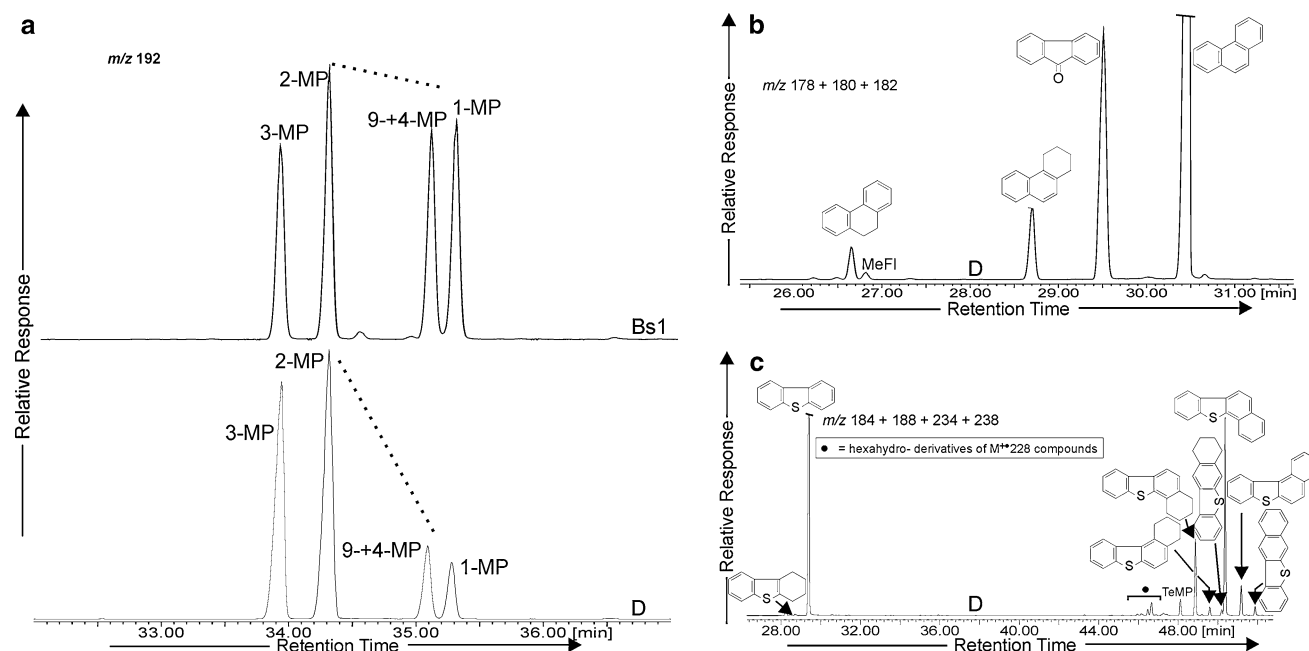 a
m/z 192
2-MP
3-MP
9-+4-MP
1-MP
Bs1
2-MP
3-MP
9-+4-MP
1-MP
D
Relative Response
33.00 34.00 35.00 36.00 [min]
Retention Time
b
m/z 178 + 180 + 182
O
MeFl
D
Relative Response
26.00 27.00 28.00 29.00 30.00 31.00 [min]
Retention Time
c
m/z 184 + 188 + 234 + 238
● = hexahydro- derivatives of M+•228 compounds
S
S
S
S
S
S
S
S
● TeMP
D
Relative Response
28.00 32.00 36.00 40.00 44.00 48.00 [min]
Retention Time